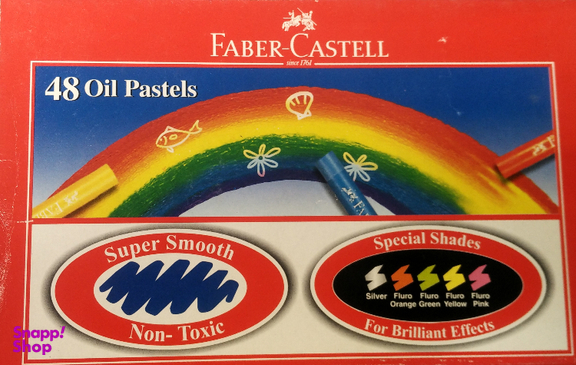 FABER-CASTELL
since 1761
48 Oil Pastels
Super Smooth
Non-Toxic
Special Shades
Silver Fluro Orange Fluro Green Fluro Yellow Fluro Pink
For Brilliant Effects
Snapp!
Shop